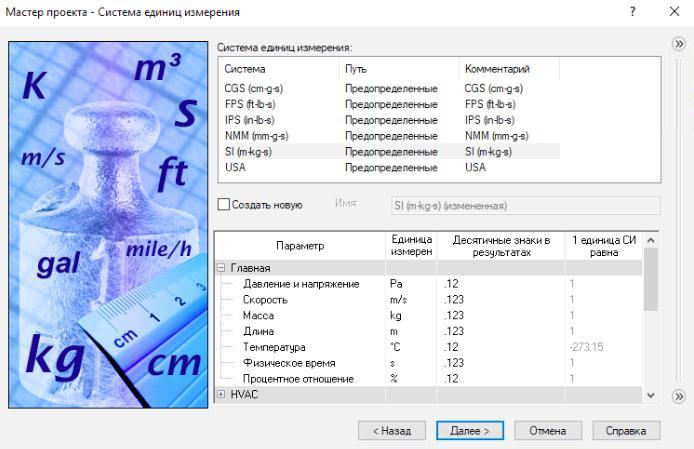 Мастер проекта - Система единиц измерения ? ×
K m³ S m/s ft gal mile/h kg cm cm 1 2 3
Система единиц измерения:
Система Путь Комментарий
CGS (cm-g-s) Предопределенные CGS (cm-g-s)
FPS (ft-lb-s) Предопределенные FPS (ft-lb-s)
IPS (in-lb-s) Предопределенные IPS (in-lb-s)
NMM (mm-g-s) Предопределенные NMM (mm-g-s)
SI (m-kg-s) Предопределенные SI (m-kg-s)
USA Предопределенные USA
Создать новую Имя: SI (m-kg-s) (измененная)
Параметр Единица измерен Десятичные знаки в результатах 1 единица СИ равна
Главная
Давление и напряжение Pa .12 1
Скорость m/s .123 1
Масса kg .123 1
Длина m .123 1
Температура °C .12 -273.15
Физическое время s .123 1
Процентное отношение % .12 1
HVAC
< Назад Далее > Отмена Справка